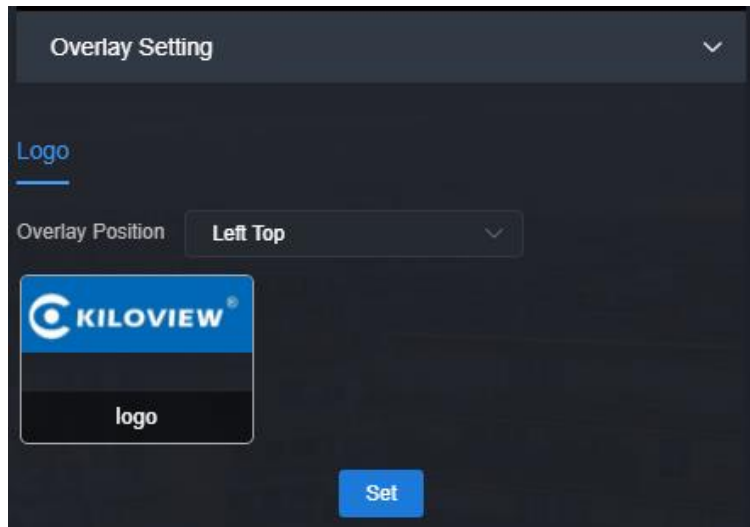 Overlay Setting
Logo
Overlay Position Left Top
KILOVIEW®
logo
Set